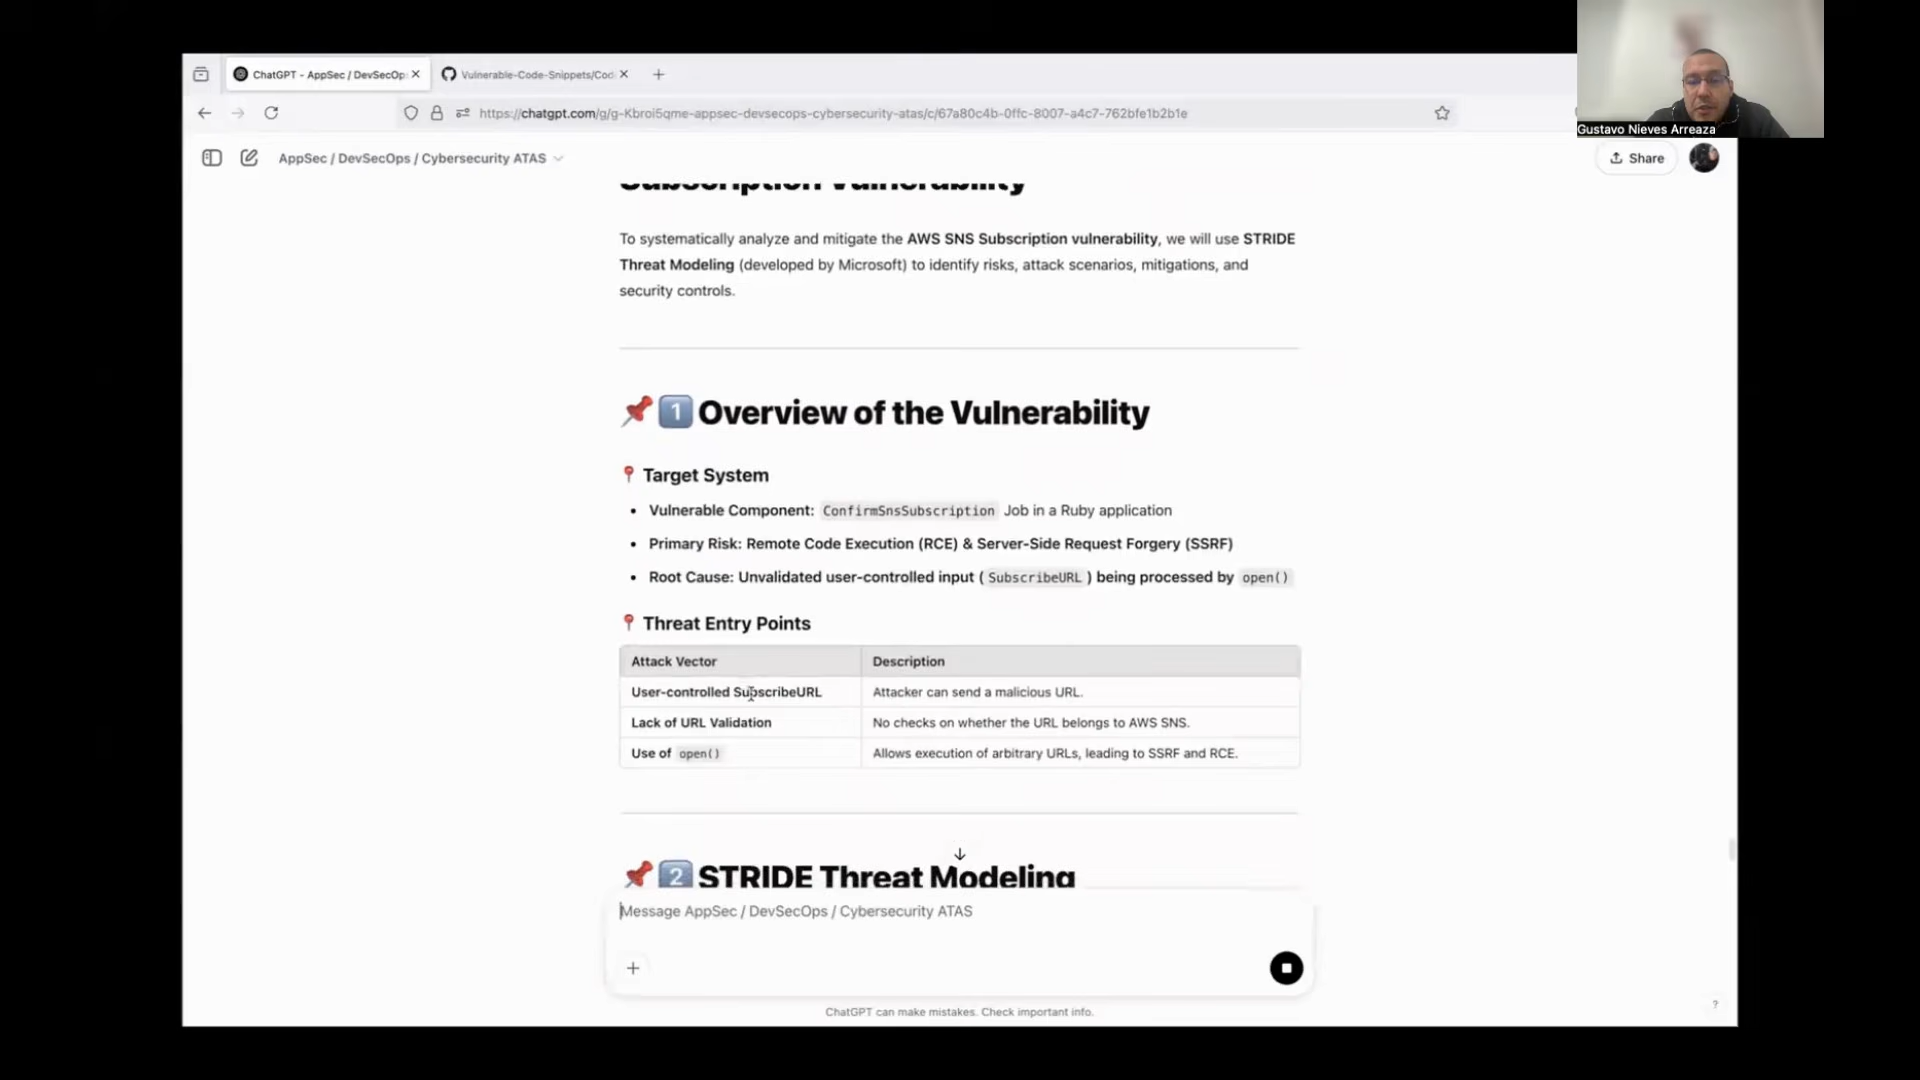 ChatGPT - AppSec / DevSecOp
Vulnerable-Code-Snippets/Cod
https://chatgpt.com/g/g-Kbroi5qme-appsec-devsecops-cybersecurity-atas/c/67a80c4b-0ffc-8007-a4c7-762bfe1b2b1e
Gustavo Nieves Arreaza
AppSec / DevSecOps / Cybersecurity ATAS
Share
Subscription Vulnerability
To systematically analyze and mitigate the AWS SNS Subscription vulnerability, we will use STRIDE
Threat Modeling (developed by Microsoft) to identify risks, attack scenarios, mitigations, and
security controls.
1 Overview of the Vulnerability
Target System
• Vulnerable Component: ConfirmSnsSubscription Job in a Ruby application
• Primary Risk: Remote Code Execution (RCE) & Server-Side Request Forgery (SSRF)
• Root Cause: Unvalidated user-controlled input ( SubscribeURL ) being processed by open()
Threat Entry Points
Attack Vector Description
User-controlled SubscribeURL Attacker can send a malicious URL.
Lack of URL Validation No checks on whether the URL belongs to AWS SNS.
Use of open() Allows execution of arbitrary URLs, leading to SSRF and RCE.
2 STRIDE Threat Modeling
Message AppSec / DevSecOps / Cybersecurity ATAS
ChatGPT can make mistakes. Check important info.
?